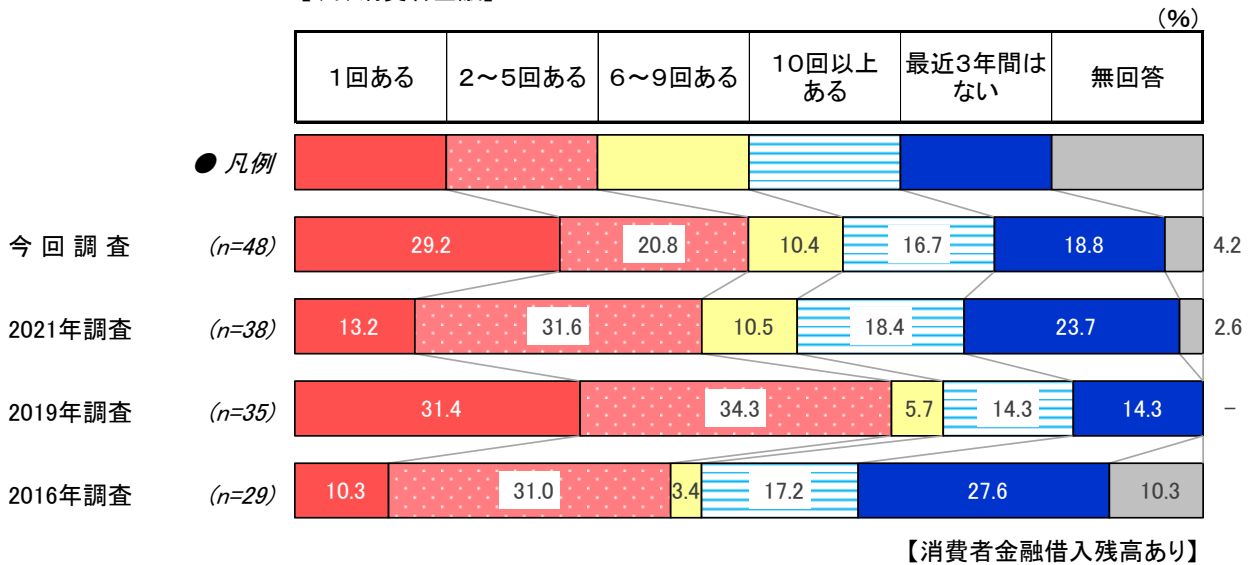 （％）
１回ある
２～５回ある
６～９回ある
１０回以上
ある
最近３年間は
ない
無回答
● 凡例
今 回 調 査 (n=48) 29.2 20.8 10.4 16.7 18.8 4.2
2021年調査 (n=38) 13.2 31.6 10.5 18.4 23.7 2.6
2019年調査 (n=35) 31.4 34.3 5.7 14.3 14.3 －
2016年調査 (n=29) 10.3 31.0 3.4 17.2 27.6 10.3
【消費者金融借入残高あり】